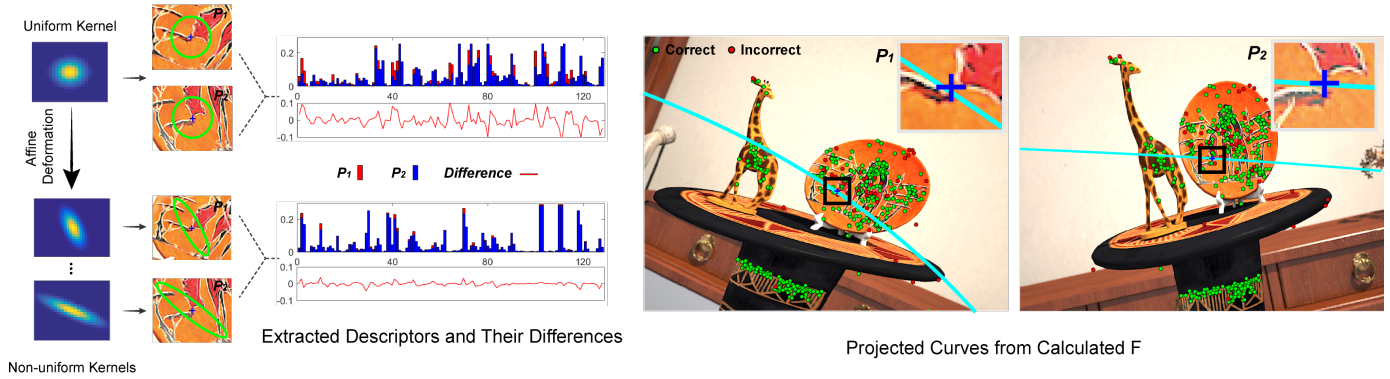 Uniform Kernel
Affine
Deformation
...
Non-uniform Kernels
P1
P2
P1
P2
0.2
0
0.1
0
-0.1
0 40 80 120
P1 P2 Difference
0.2
0
0.1
0
-0.1
0 40 80 120
Extracted Descriptors and Their Differences
Correct Incorrect
P1
P2
Projected Curves from Calculated F